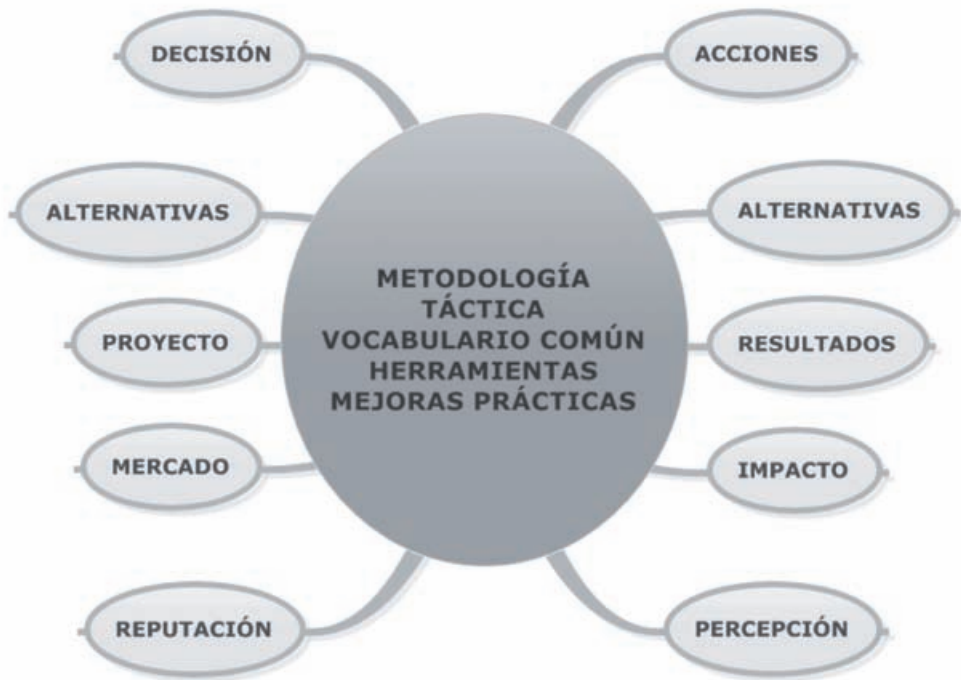 DECISIÓN
ACCIONES
ALTERNATIVAS
ALTERNATIVAS
METODOLOGÍA
TÁCTICA
VOCABULARIO COMÚN
HERRAMIENTAS
MEJORAS PRÁCTICAS
PROYECTO
RESULTADOS
MERCADO
IMPACTO
REPUTACIÓN
PERCEPCIÓN